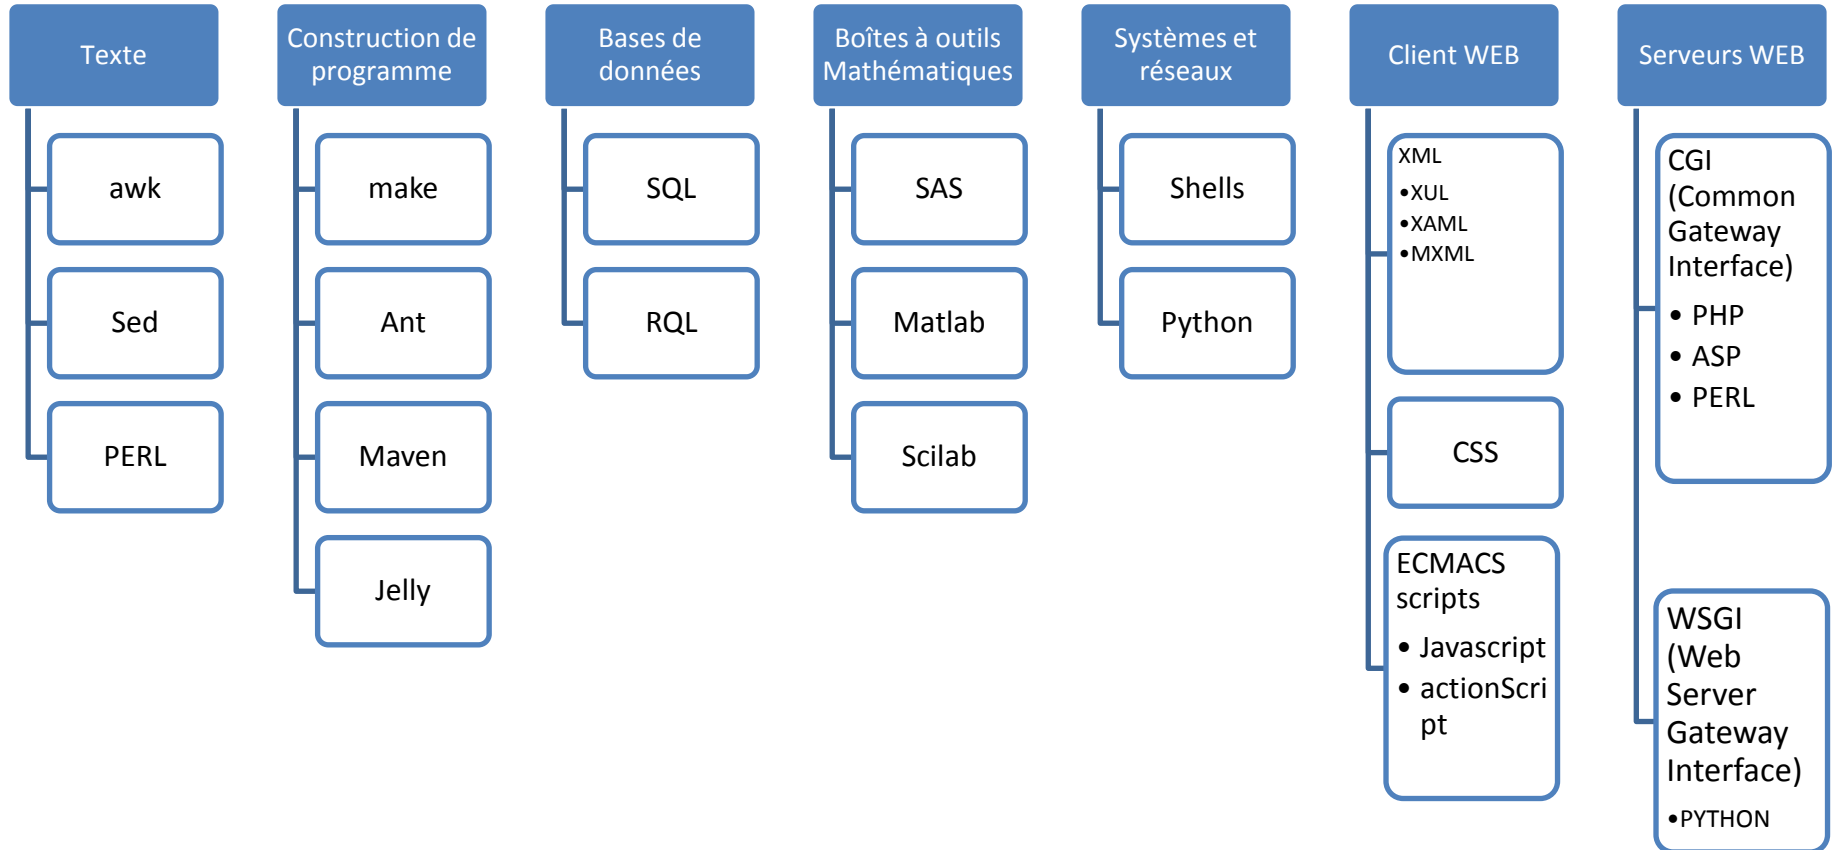 Texte
awk
Sed
PERL
Construction de
programme
make
Ant
Maven
Jelly
Bases de
données
SQL
RQL
Boîtes à outils
Mathématiques
SAS
Matlab
Scilab
Systèmes et
réseaux
Shells
Python
Client WEB
XML
•XUL
•XAML
•MXML
CSS
ECMACS
scripts
• Javascript
• actionScri
pt
Serveurs WEB
CGI
(Common
Gateway
Interface)
• PHP
• ASP
• PERL
WSGI
(Web
Server
Gateway
Interface)
•PYTHON